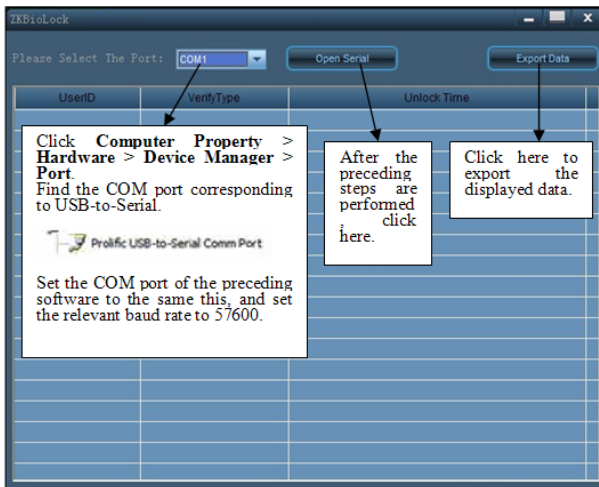 ZKBioLock
Please Select The Port: COM1 Open Serial Export Data
UserID VerifyType Unlock Time
Click Computer Property >
Hardware > Device Manager >
Port.
Find the COM port corresponding
to USB-to-Serial.
Prolific USB-to-Serial Comm Port
Set the COM port of the preceding
software to the same this, and set
the relevant baud rate to 57600.
After the
preceding
steps are
performed
, click
here.
Click here to
export the
displayed data.